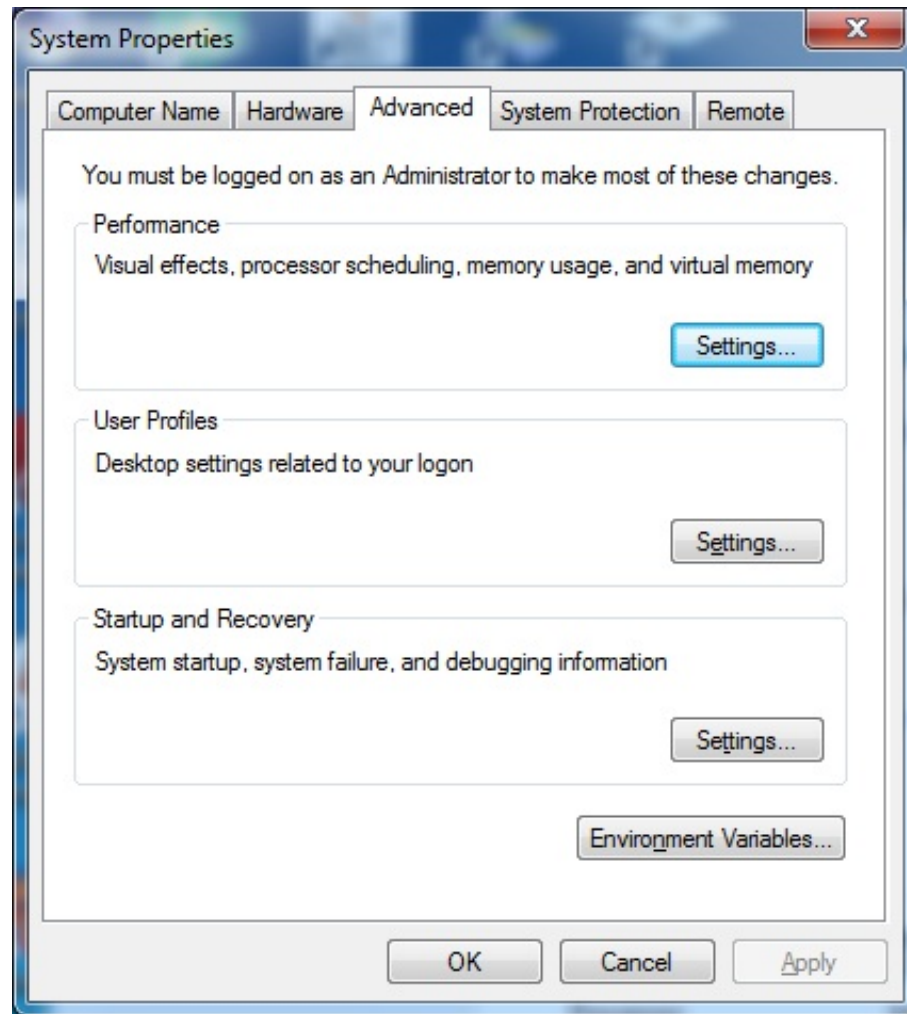 System Properties
Computer Name Hardware Advanced System Protection Remote
You must be logged on as an Administrator to make most of these changes.
Performance
Visual effects, processor scheduling, memory usage, and virtual memory
Settings...
User Profiles
Desktop settings related to your logon
Settings...
Startup and Recovery
System startup, system failure, and debugging information
Settings...
Environment Variables...
OK Cancel Apply